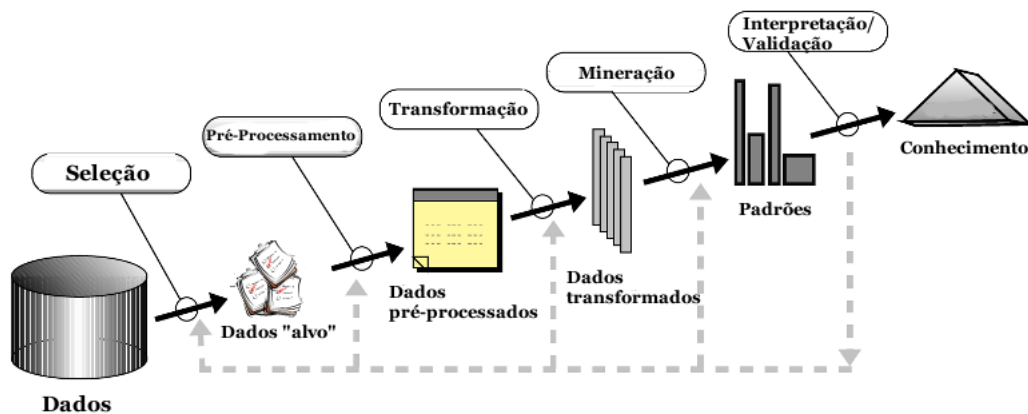 Interpretação/
Validação
Mineração
Transformação
Pré-Processamento
Seleção
Conhecimento
Padrões
Dados
transformados
Dados
pré-processados
Dados "alvo"
Dados